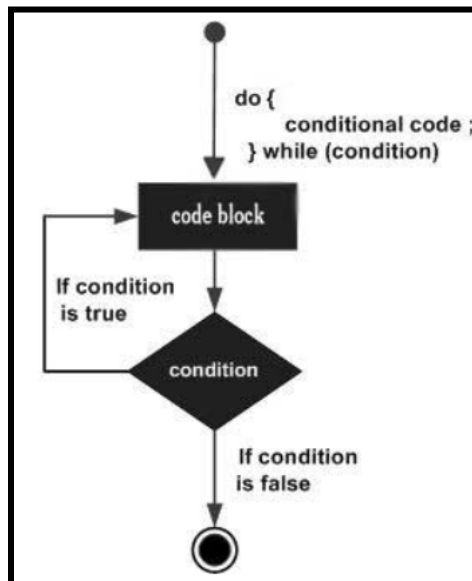 do {
conditional code ;
} while (condition)
code block
If condition
is true
condition
If condition
is false